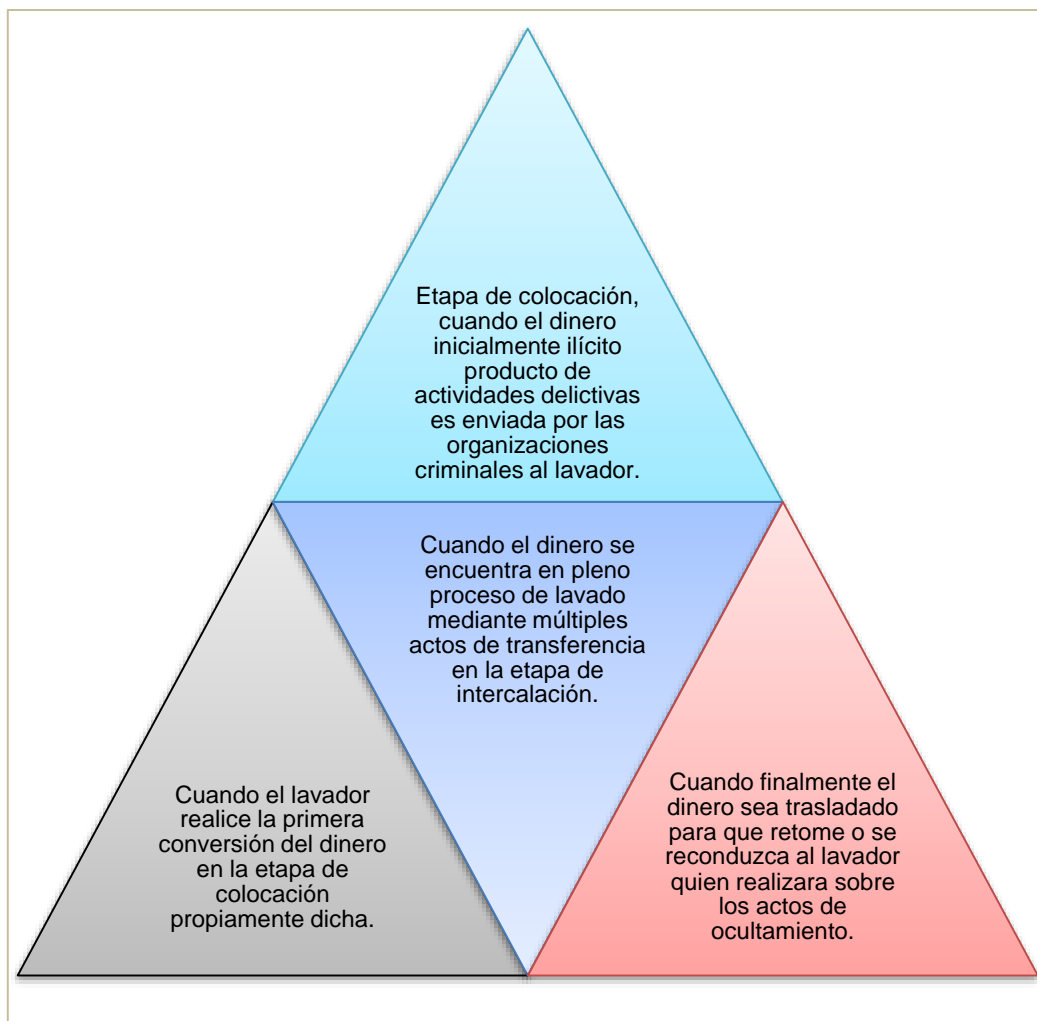 Etapa de colocación,
cuando el dinero
inicialmente ilícito
producto de
actividades delictivas
es enviada por las
organizaciones
criminales al lavador.
Cuando el dinero se
encuentra en pleno
proceso de lavado
mediante múltiples
actos de transferencia
en la etapa de
intercalación.
Cuando el lavador
realice la primera
conversión del dinero
en la etapa de
colocación
propiamente dicha.
Cuando finalmente el
dinero sea trasladado
para que retome o se
reconduzca al lavador
quien realizara sobre
los actos de
ocultamiento.